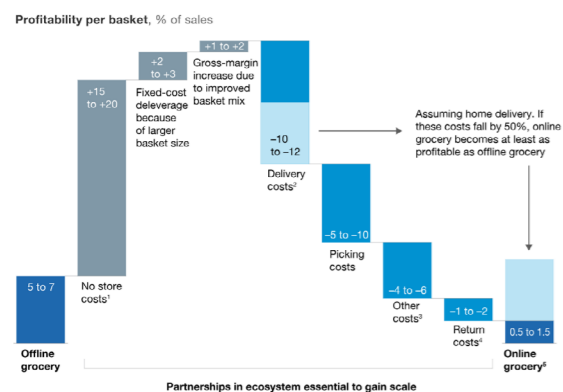 Profitability per basket, % of sales
+15
to +20
+2
to +3
+1 to +2
Fixed-cost
deleverage
because
of larger
basket size
Gross-margin
increase due
to improved
basket mix
–10
to –12
Delivery
costs²
Assuming home delivery. If
these costs fall by 50%, online
grocery becomes at least as
profitable as offline grocery
5 to 7
No store
costs¹
–5 to –10
Picking
costs
–4 to –6
Other
costs³
–1 to –2
Return
costs⁴
0.5 to 1.5
Offline
grocery
Online
grocery⁵
Partnerships in ecosystem essential to gain scale